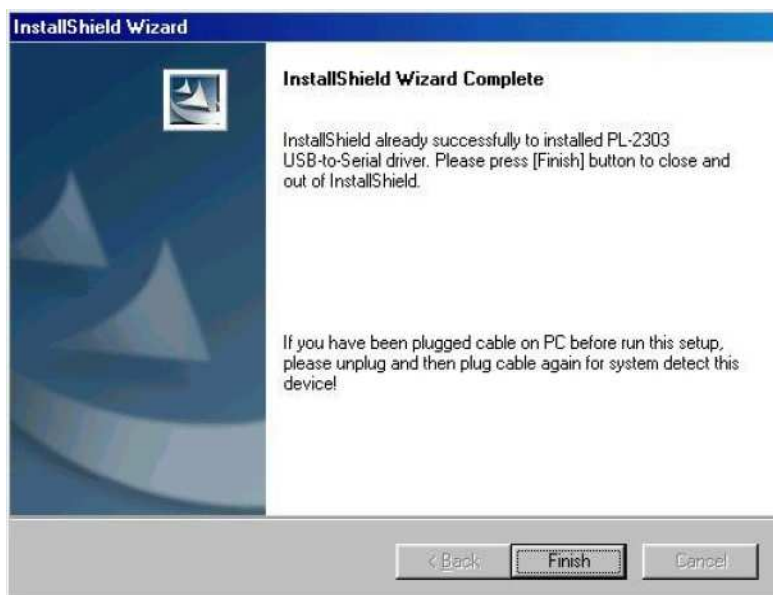 InstallShield Wizard
InstallShield Wizard Complete
InstallShield already successfully to installed PL-2303
USB-to-Serial driver. Please press [Finish] button to close and
out of InstallShield.
If you have been plugged cable on PC before run this setup,
please unplug and then plug cable again for system detect this
device!
< Back
Finish
Cancel